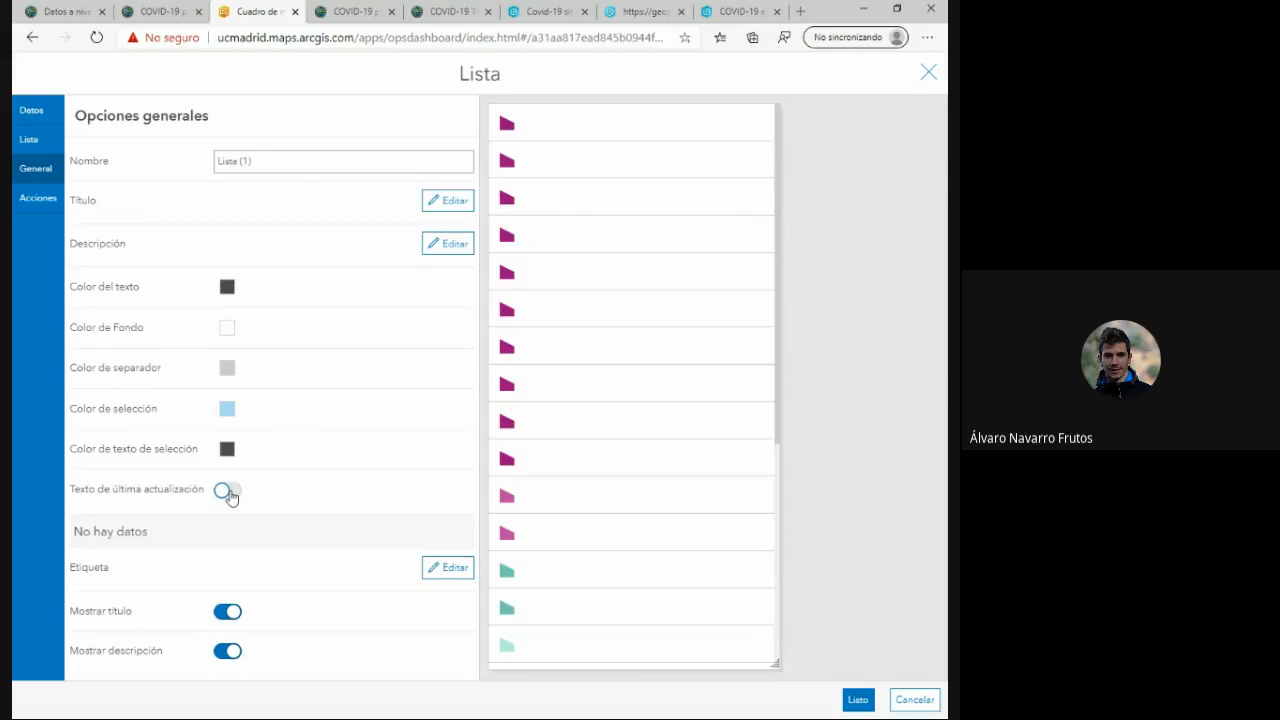 Datos a nive
COVID-19 p
Cuadro de n
COVID-19 p
COVID-19 T
Covid-19 si
https://geo
COVID-19 e
No seguro
ucmadrid.maps.arcgis.com/apps/opsdashboard/index.html#/a31aa817ead845b0944f...
No sincronizando
Lista
Datos
Lista
General
Acciones
Opciones generales
Nombre
Lista (1)
Título
Editar
Descripción
Editar
Color del texto
Color de Fondo
Color de separador
Color de selección
Color de texto de selección
Texto de última actualización
No hay datos
Etiqueta
Editar
Mostrar título
Mostrar descripción
Listo
Cancelar
Álvaro Navarro Frutos